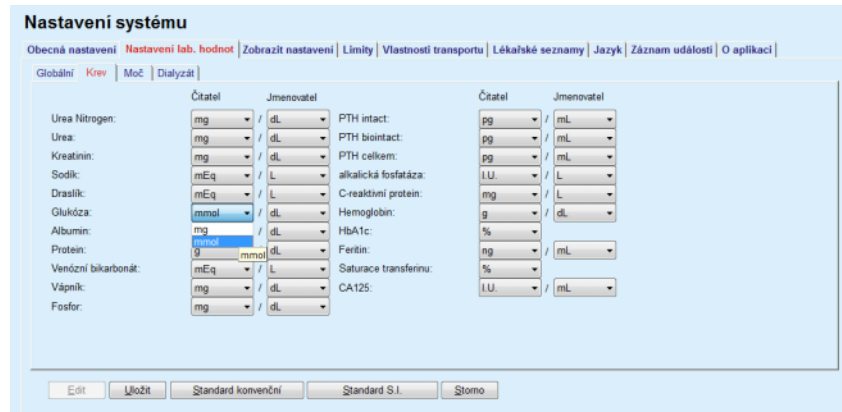 Nastavení systému
Obecná nastavení Nastavení lab. hodnot Zobrazit nastavení Limity Vlastnosti transportu Lékařské seznamy Jazyk Záznam událostí O aplikaci
Globální Krev Moč Dialyzát
Čitatel Jmenovatel Čitatel Jmenovatel
Urea Nitrogen: mg / dL PTH intact: pg / mL
Urea: mg / dL PTH biointact: pg / mL
Kreatinin: mg / dL PTH celkem: pg / mL
Sodík: mEq / L alkalická fosfatáza: I.U. / L
Draslík: mEq / L C-reaktivní protein: mg / L
Glukóza: mmol / dL Hemoglobin: g / dL
Albumin: mg / dL HbA1c: %
mmol
Protein: g dL Feritin: ng / mL
mmol
Venózní bikarbonát: mEq / L Saturace transferinu: %
Vápník: mg / dL CA125: I.U. / mL
Fosfor: mg / dL
Edit Uložit Standard konvenční Standard S.I. Storno